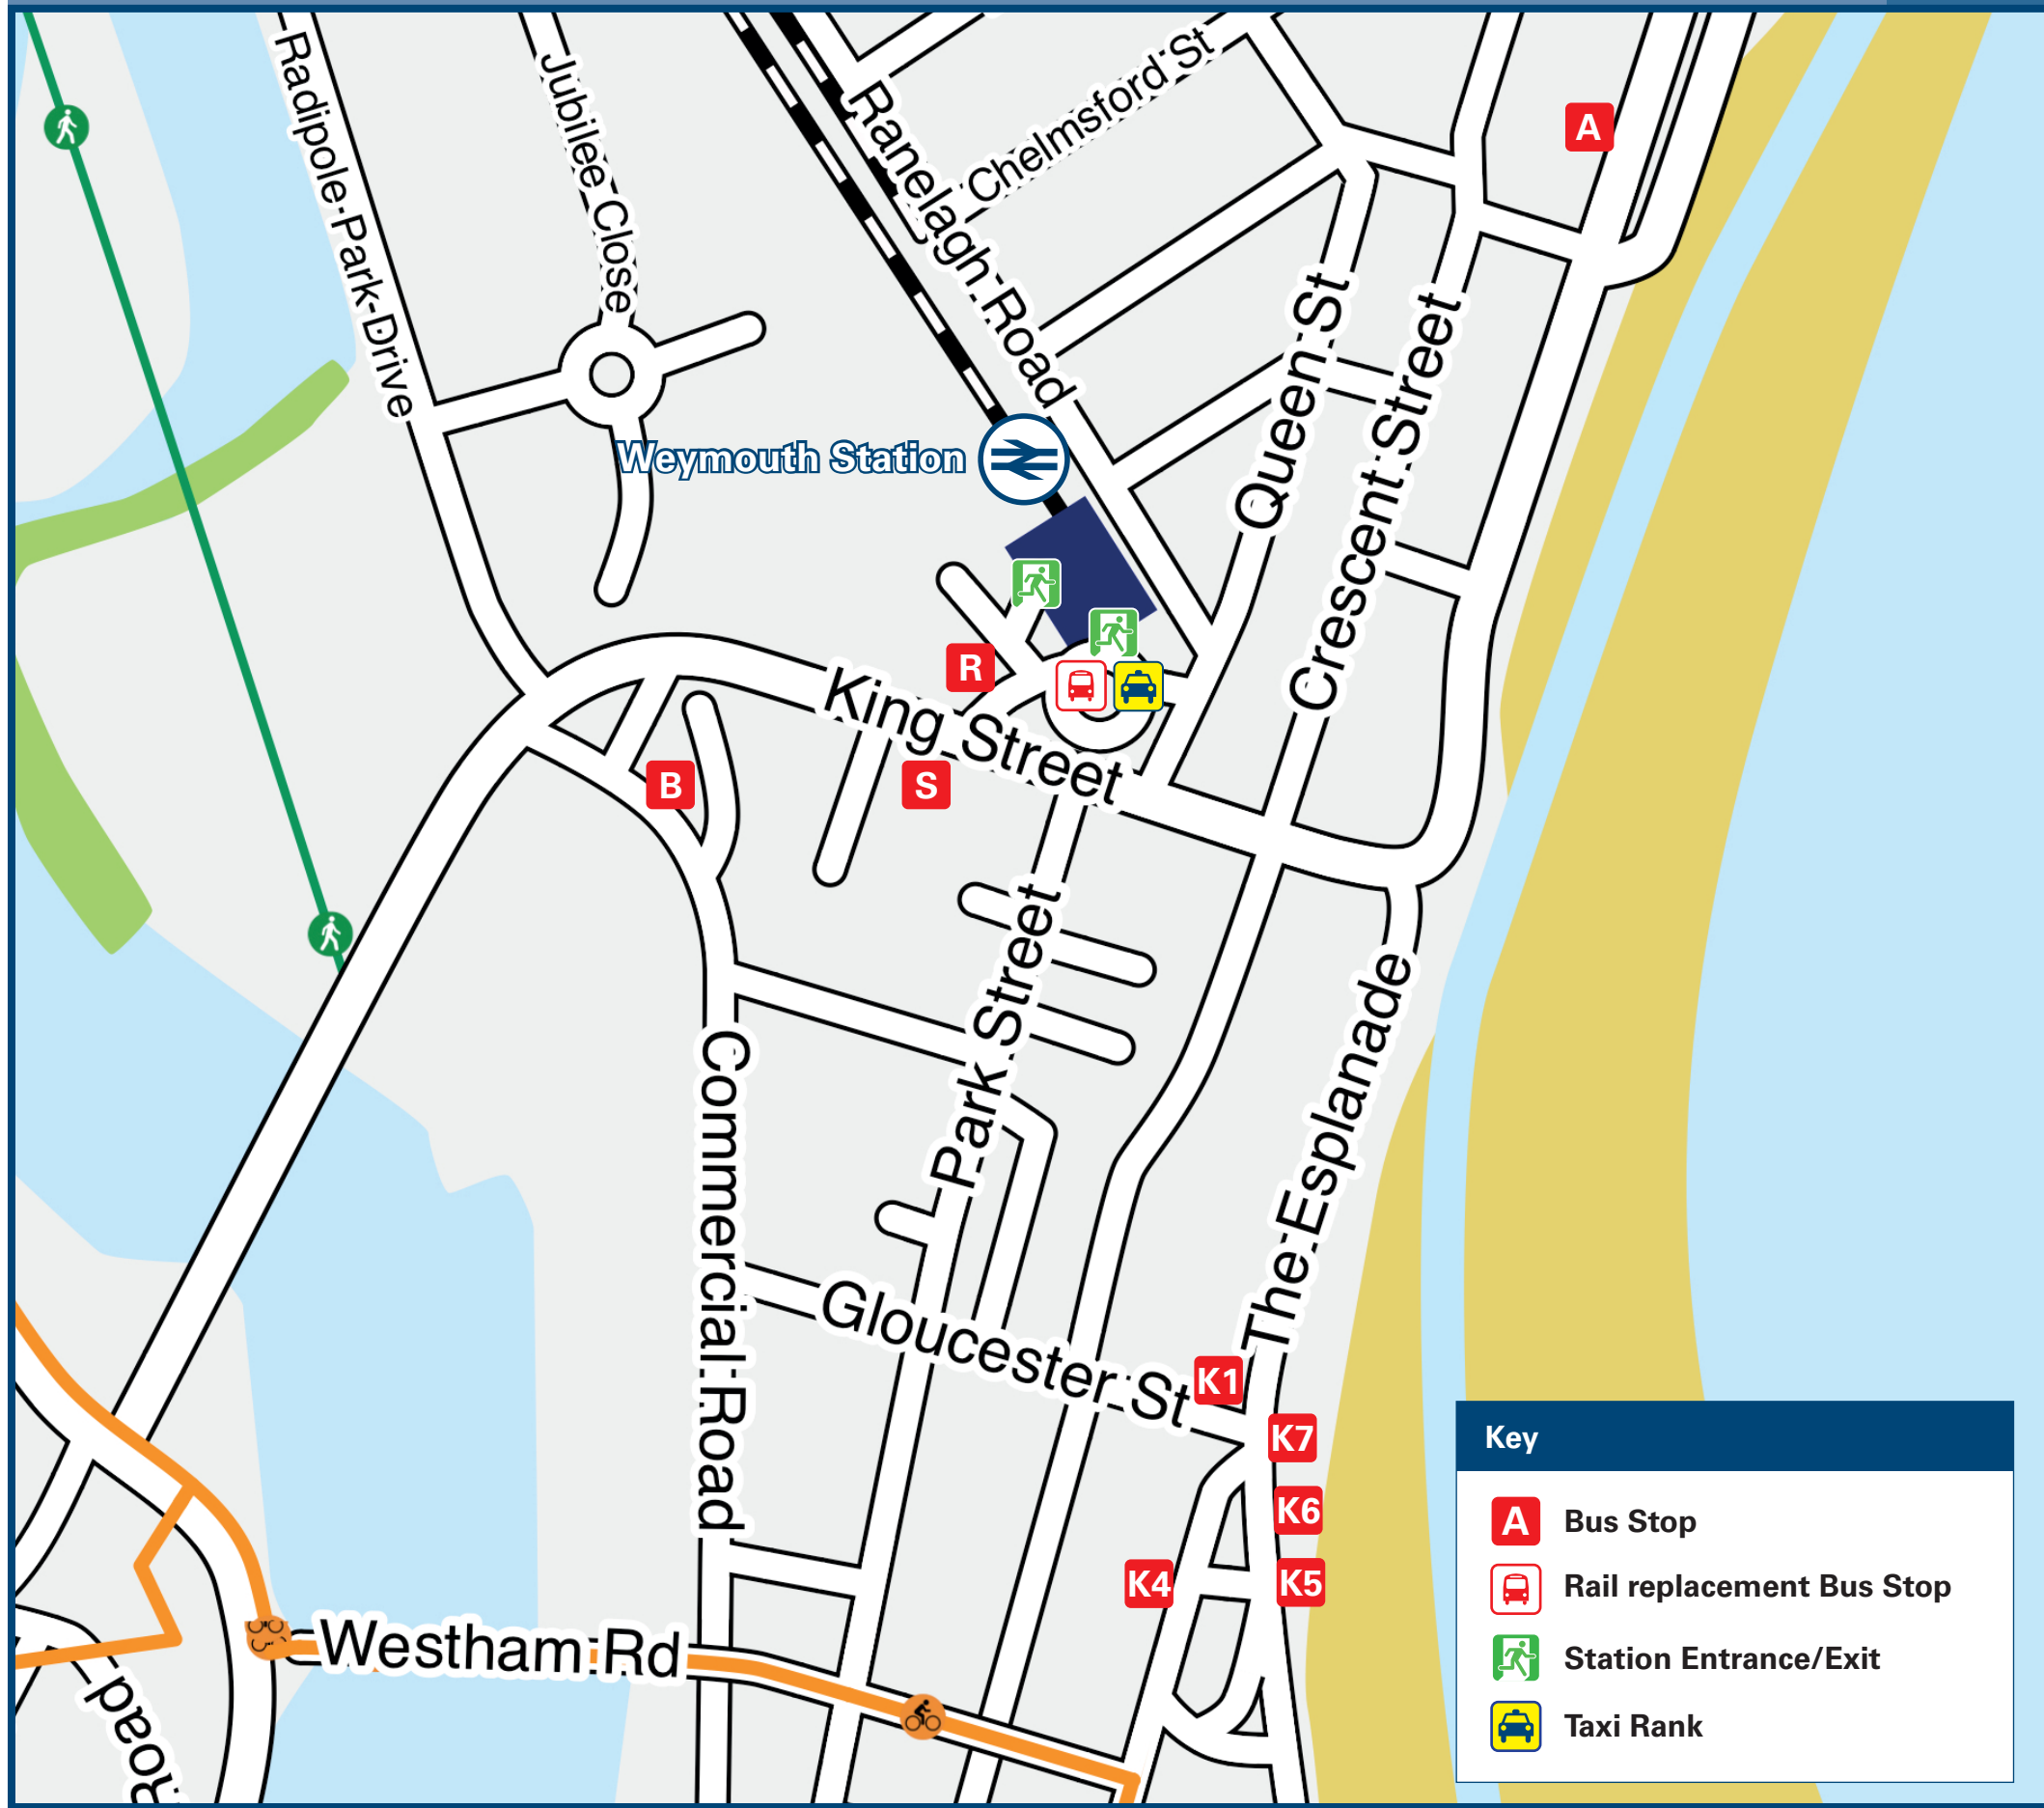 Radipole Park Drive
Jubilee Close
Ranelagh Road
Chelmsford St
A
Queen St
Crescent Street
Weymouth Station
R
King Street
B
S
Park Street
Commercial Road
The Esplanade
Gloucester St
K1
K7
K6
K4
K5
Westham Rd
Road
Key
A Bus Stop
Rail replacement Bus Stop
Station Entrance/Exit
Taxi Rank